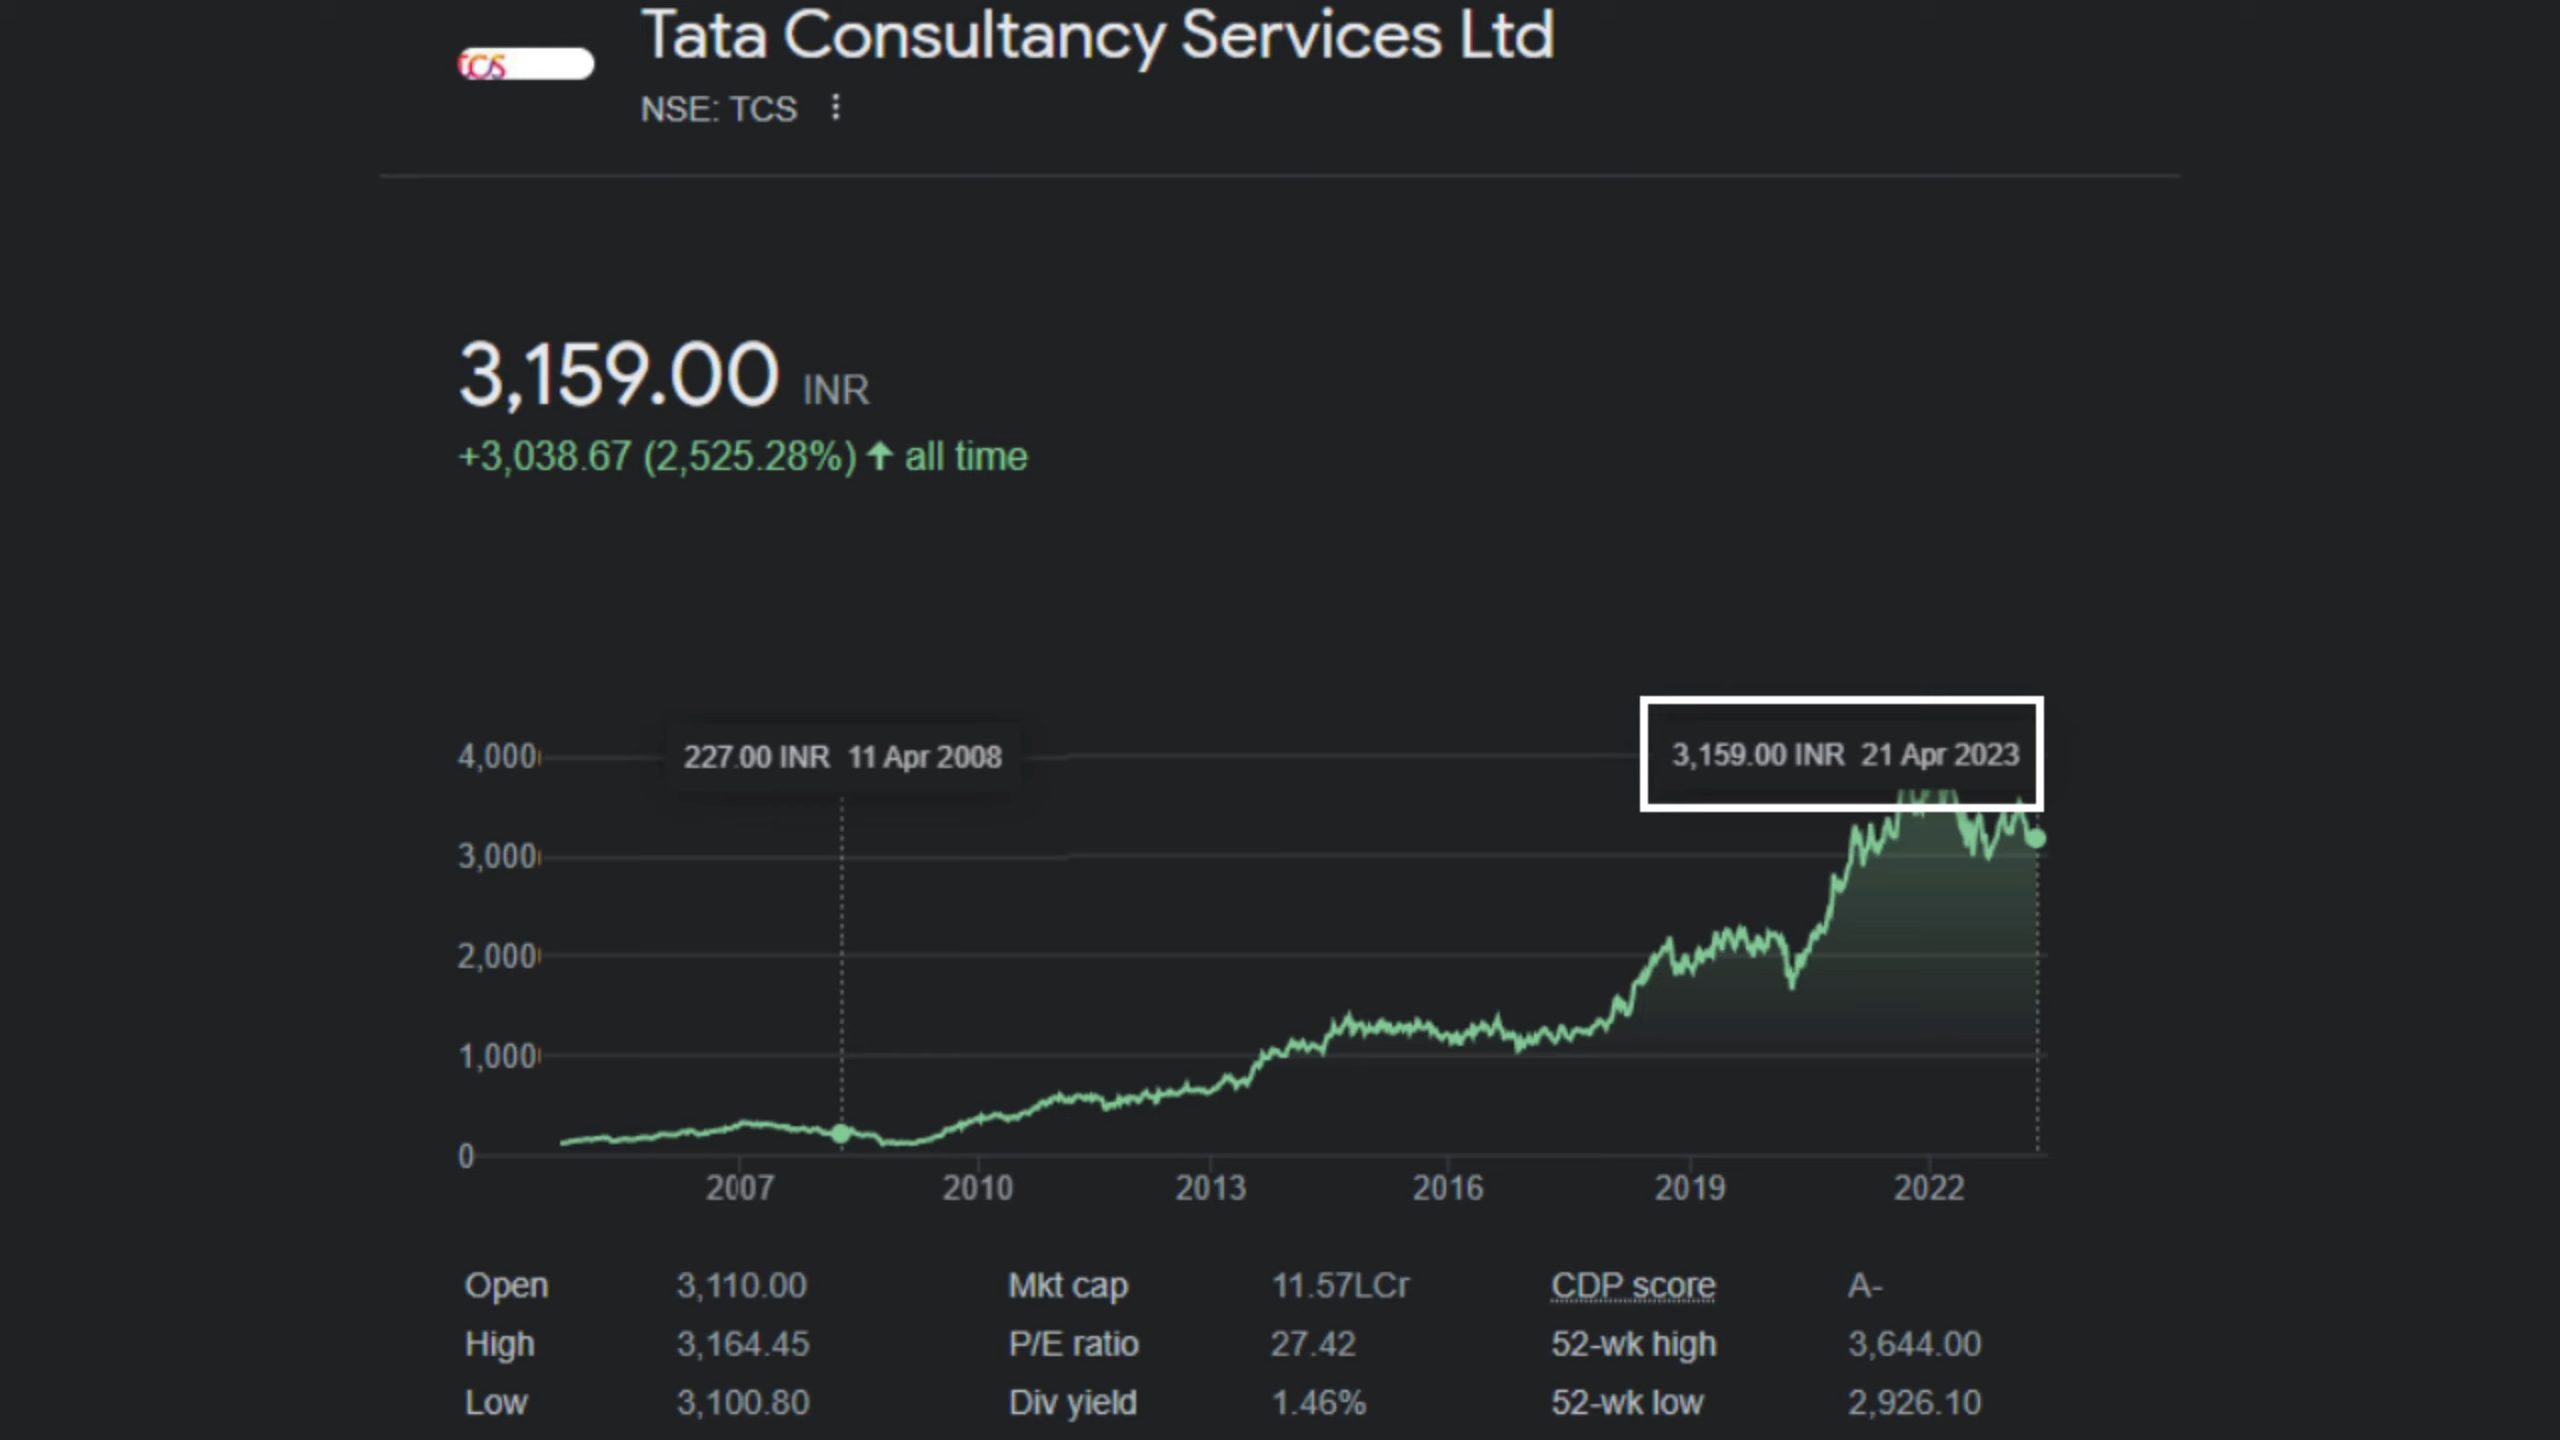 Tata Consultancy Services Ltd
tcs
NSE: TCS
3,159.00 INR
+3,038.67 (2,525.28%) ↑ all time
227.00 INR 11 Apr 2008
3,159.00 INR 21 Apr 2023
4,000
3,000
2,000
1,000
0
2007 2010 2013 2016 2019 2022
Open 3,110.00 Mkt cap 11.57LCr CDP score A-
High 3,164.45 P/E ratio 27.42 52-wk high 3,644.00
Low 3,100.80 Div yield 1.46% 52-wk low 2,926.10